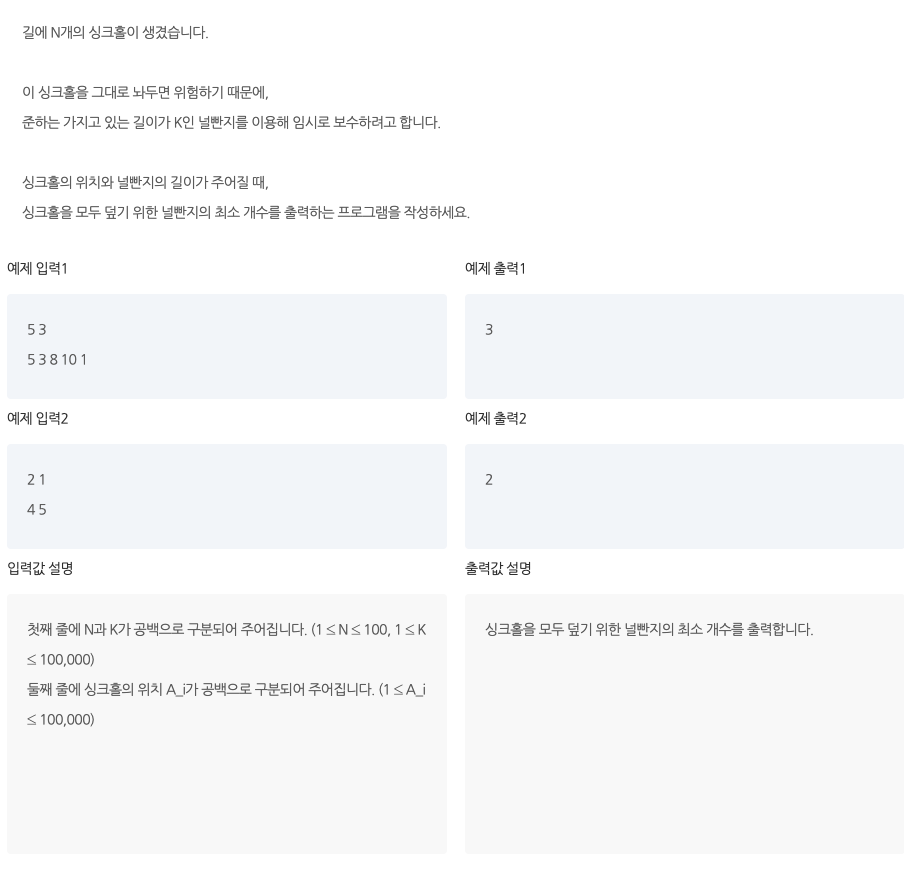 길에 N개의 싱크홀이 생겼습니다.
이 싱크홀을 그대로 놔두면 위험하기 때문에,
준하는 가지고 있는 길이가 K인 널빤지를 이용해 임시로 보수하려고 합니다.
싱크홀의 위치와 널빤지의 길이가 주어질 때,
싱크홀을 모두 덮기 위한 널빤지의 최소 개수를 출력하는 프로그램을 작성하세요.
예제 입력1
5 3
5 3 8 10 1
예제 출력1
3
예제 입력2
2 1
4 5
예제 출력2
2
입력값 설명
첫째 줄에 N과 K가 공백으로 구분되어 주어집니다. (1 ≤ N ≤ 100, 1 ≤ K
≤ 100,000)
둘째 줄에 싱크홀의 위치 A_i가 공백으로 구분되어 주어집니다. (1 ≤ A_i
≤ 100,000)
출력값 설명
싱크홀을 모두 덮기 위한 널빤지의 최소 개수를 출력합니다.